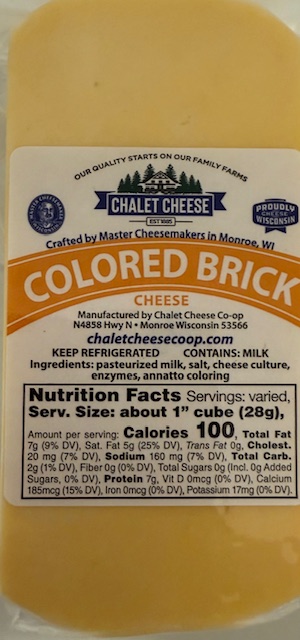 OUR QUALITY STARTS ON OUR FAMILY FARMS
CHALET CHEESE
EST 1885
MASTER CHEESEMAKER
WISCONSIN
PROUDLY
WISCONSIN
CHEESE
Crafted by Master Cheesemakers in Monroe, WI
COLORED BRICK
CHEESE
Manufactured by Chalet Cheese Co-op
N4858 Hwy N • Monroe Wisconsin 53566
chaletcheesecoop.com
KEEP REFRIGERATED CONTAINS: MILK
Ingredients: pasteurized milk, salt, cheese culture,
enzymes, annatto coloring
Nutrition Facts Servings: varied,
Serv. Size: about 1” cube (28g),
Amount per serving: Calories 100, Total Fat
7g (9% DV), Sat. Fat 5g (25% DV), Trans Fat 0g, Cholest.
20 mg (7% DV), Sodium 160 mg (7% DV), Total Carb.
2g (1% DV), Fiber 0g (0% DV), Total Sugars 0g (Incl. 0g Added
Sugars, 0% DV), Protein 7g, Vit D 0mcg (0% DV), Calcium
185mcg (15% DV), Iron 0mcg (0% DV), Potassium 17mg (0% DV).